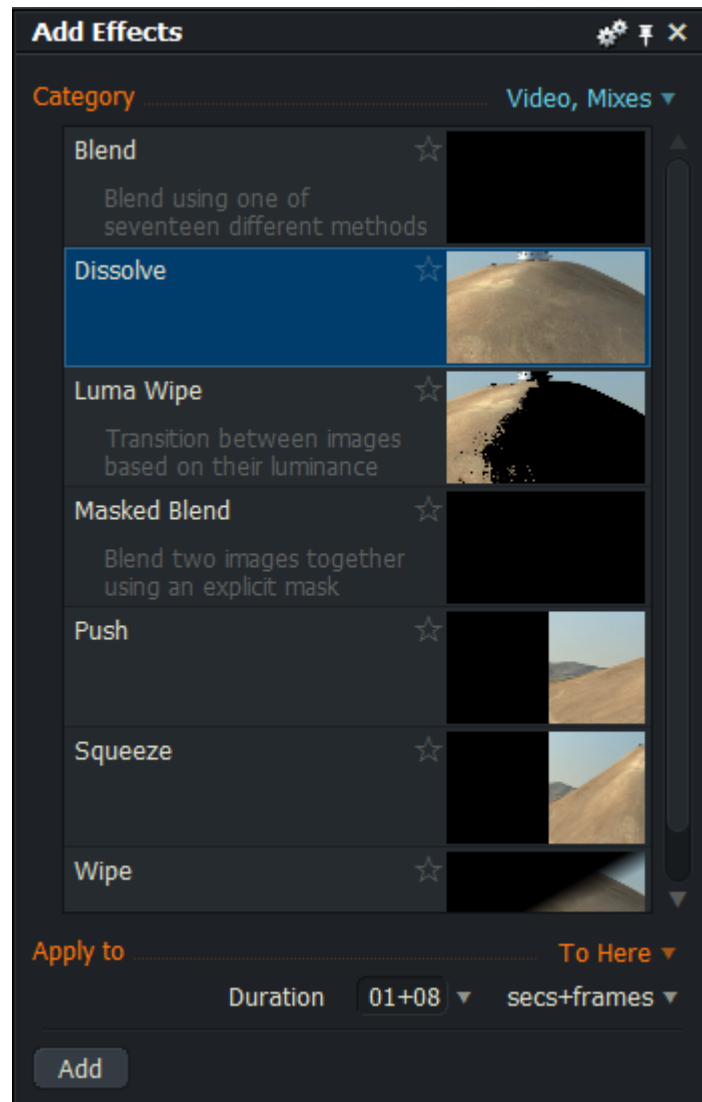 Add Effects
Category Video, Mixes
Blend
Blend using one of
seventeen different methods
Dissolve
Luma Wipe
Transition between images
based on their luminance
Masked Blend
Blend two images together
using an explicit mask
Push
Squeeze
Wipe
Apply to To Here
Duration 01+08 secs+frames
Add